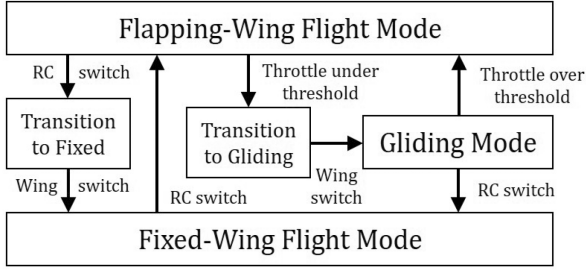 Flapping-Wing Flight Mode
RC switch
Throttle under
threshold
Throttle over
threshold
Transition
to Fixed
Transition
to Gliding
Gliding Mode
Wing switch
RC switch
Wing
switch
RC switch
Fixed-Wing Flight Mode